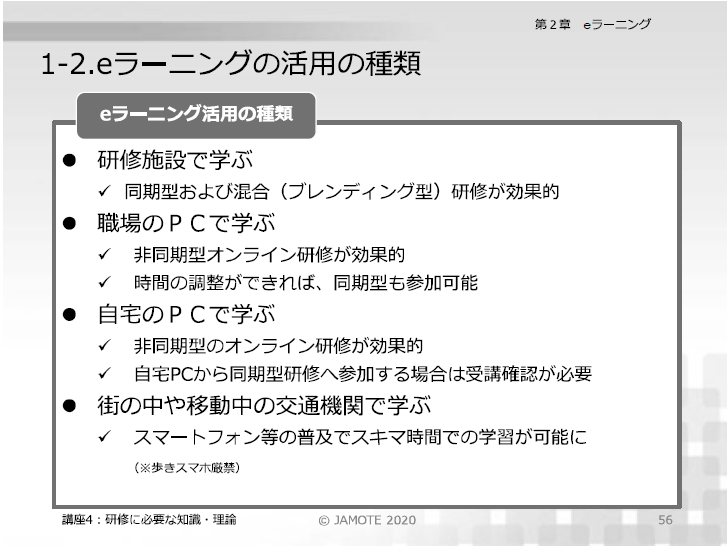 第２章　eラーニング
1-2.eラーニングの活用の種類
eラーニング活用の種類
● 研修施設で学ぶ
✓ 同期型および混合（ブレンディング型）研修が効果的
● 職場のＰＣで学ぶ
✓ 非同期型オンライン研修が効果的
✓ 時間の調整ができれば、同期型も参加可能
● 自宅のＰＣで学ぶ
✓ 非同期型のオンライン研修が効果的
✓ 自宅PCから同期型研修へ参加する場合は受講確認が必要
● 街の中や移動中の交通機関で学ぶ
✓ スマートフォン等の普及でスキマ時間での学習が可能に
（※歩きスマホ厳禁）
講座4：研修に必要な知識・理論 © JAMOTE 2020 56